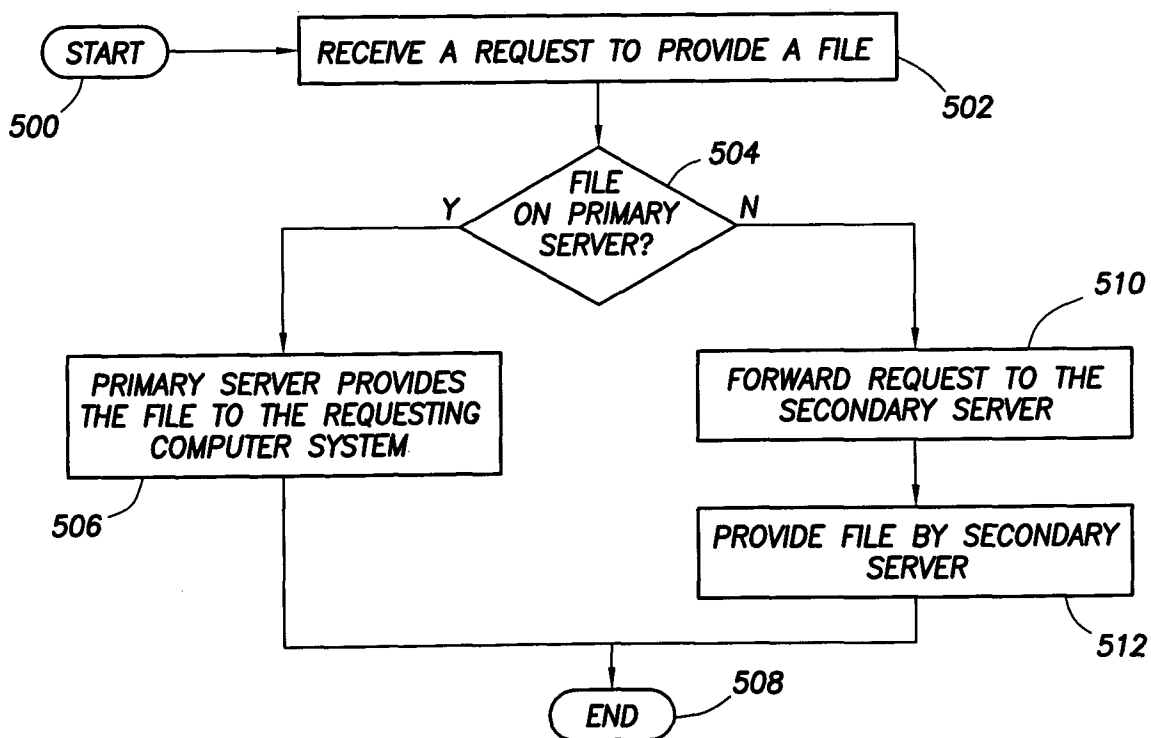 START
RECEIVE A REQUEST TO PROVIDE A FILE
500
502
504
FILE
ON PRIMARY
SERVER?
Y
N
510
PRIMARY SERVER PROVIDES
THE FILE TO THE REQUESTING
COMPUTER SYSTEM
506
FORWARD REQUEST TO THE
SECONDARY SERVER
PROVIDE FILE BY SECONDARY
SERVER
512
508
END